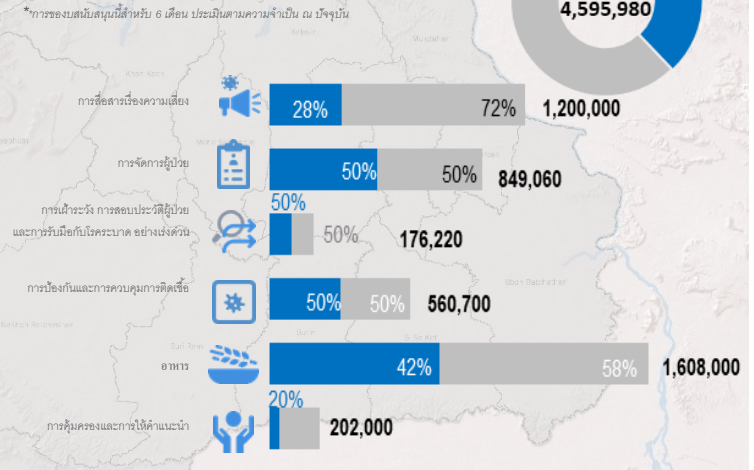 **การขอบสนับสนุนนี้สำหรับ 6 เดือน ประเมินตามความจำเป็น ณ ปัจจุบัน
4,595,980
การสื่อสารเรื่องความเสี่ยง
28%
72%
1,200,000
การจัดการผู้ป่วย
50%
50%
849,060
การเฝ้าระวัง การสอบประวัติผู้ป่วย
และการรับมือกับโรคระบาด อย่างเร่งด่วน
50%
50%
176,220
การป้องกันและการควบคุมการติดเชื้อ
50%
50%
560,700
อาหาร
42%
58%
1,608,000
การคุ้มครองและการให้คำแนะนำ
20%
202,000